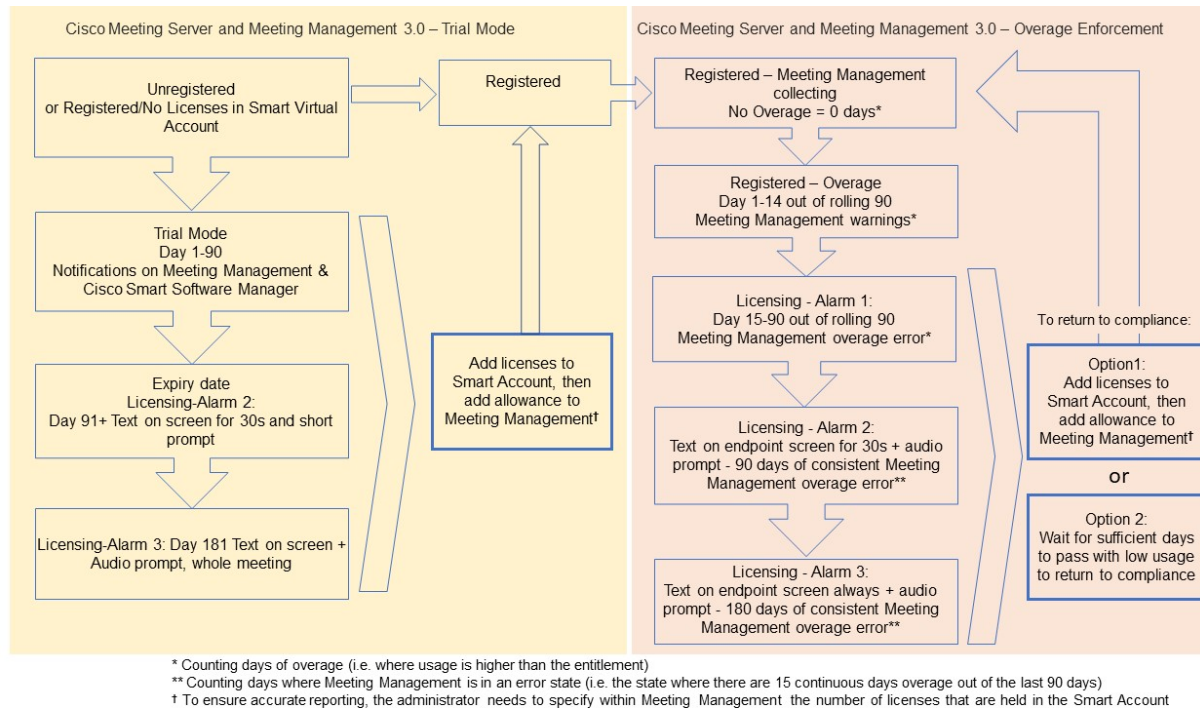 Cisco Meeting Server and Meeting Management 3.0 – Trial Mode
Unregistered
or Registered/No Licenses in Smart Virtual
Account
Registered
Trial Mode
Day 1-90
Notifications on Meeting Management &
Cisco Smart Software Manager
Expiry date
Licensing-Alarm 2:
Day 91+ Text on screen for 30s and short
prompt
Licensing-Alarm 3: Day 181 Text on screen +
Audio prompt, whole meeting
Add licenses to
Smart Account, then
add allowance to
Meeting Management†
Cisco Meeting Server and Meeting Management 3.0 – Overage Enforcement
Registered – Meeting Management
collecting
No Overage = 0 days*
Registered – Overage
Day 1-14 out of rolling 90
Meeting Management warnings*
Licensing - Alarm 1:
Day 15-90 out of rolling 90
Meeting Management overage error*
Licensing - Alarm 2:
Text on endpoint screen for 30s + audio
prompt - 90 days of consistent Meeting
Management overage error**
Licensing - Alarm 3:
Text on endpoint screen always + audio
prompt - 180 days of consistent Meeting
Management overage error**
To return to compliance:
Option1:
Add licenses to
Smart Account, then
add allowance to
Meeting Management†
or
Option 2:
Wait for sufficient days
to pass with low usage
to return to compliance
* Counting days of overage (i.e. where usage is higher than the entitlement)
** Counting days where Meeting Management is in an error state (i.e. the state where there are 15 continuous days overage out of the last 90 days)
† To ensure accurate reporting, the administrator needs to specify within Meeting Management the number of licenses that are held in the Smart Account